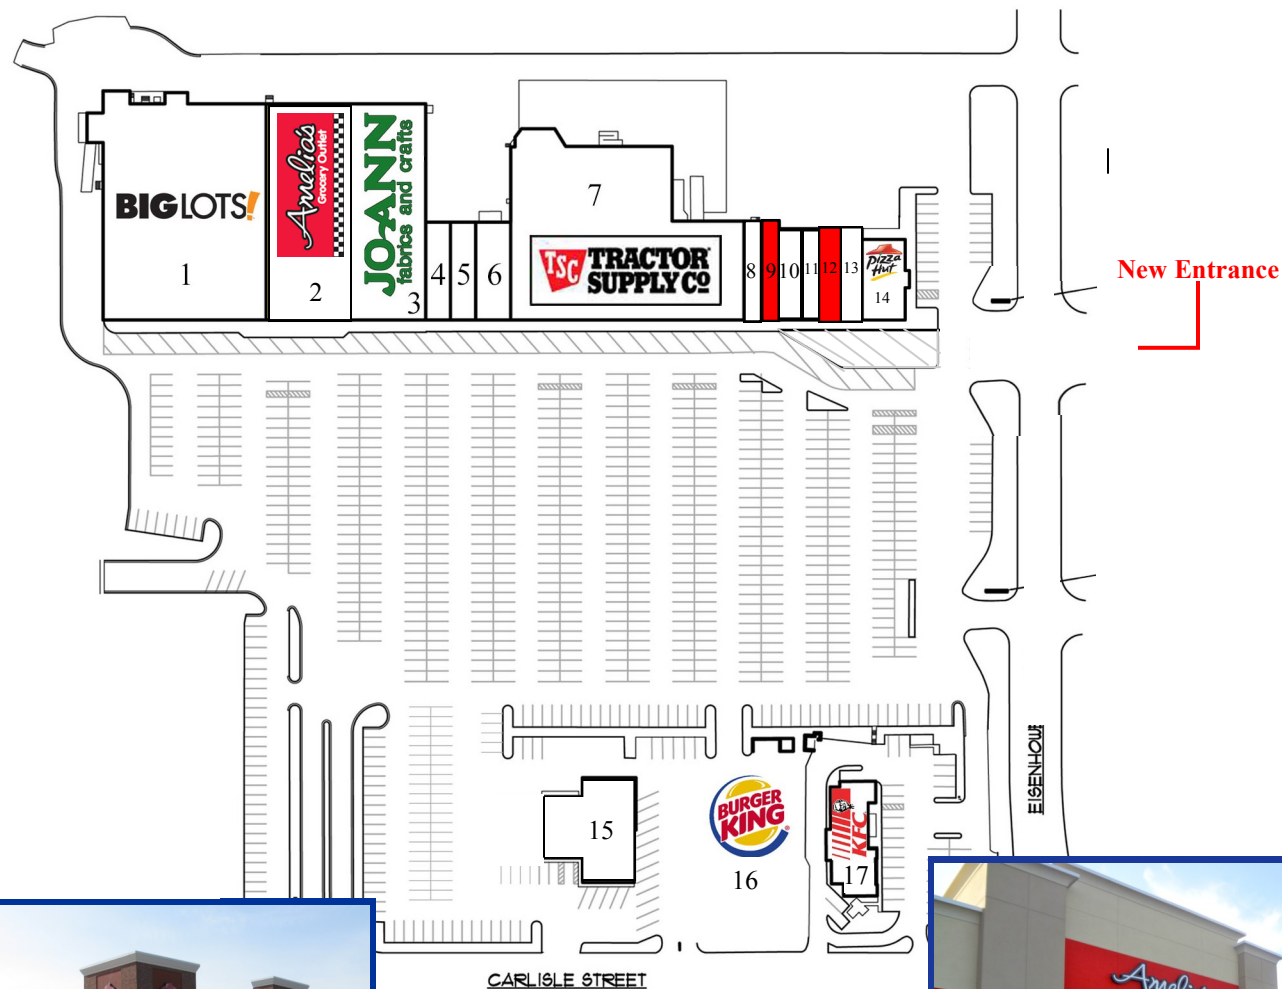 BIGLOTS!
1
Amelia's
Grocery Outlet
2
JO-ANN
fabrics and crafts
3
4
5
6
7
TSC
TRACTOR
SUPPLY CO
8
9
10
11
12
13
Pizza
Hut
14
New Entrance
EISENHOW
15
BURGER
KING
®
16
KFC
17
CARLISLE STREET